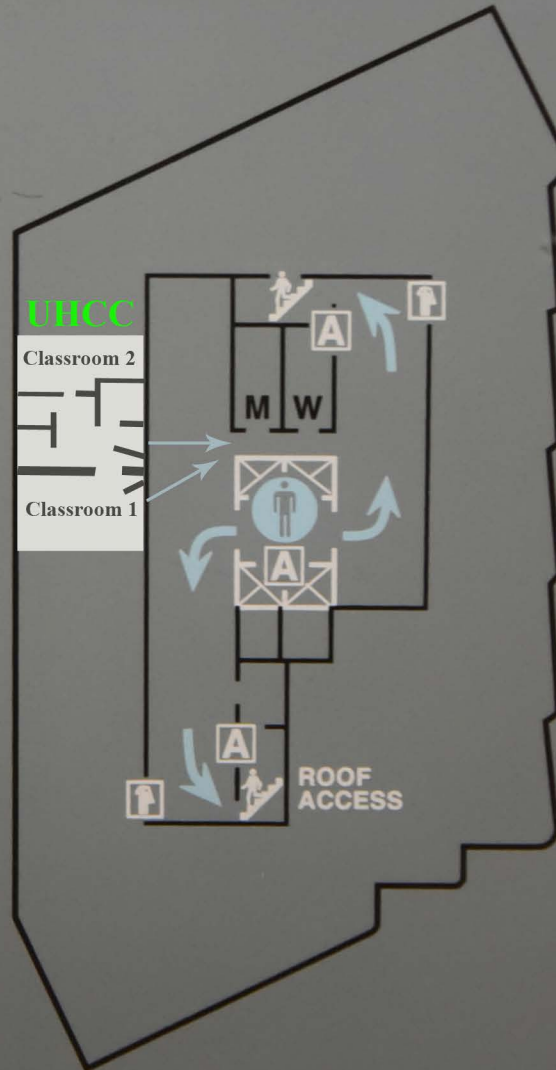 UHCC
Classroom 2
A
M W
Classroom 1
A
A
ROOF
ACCESS